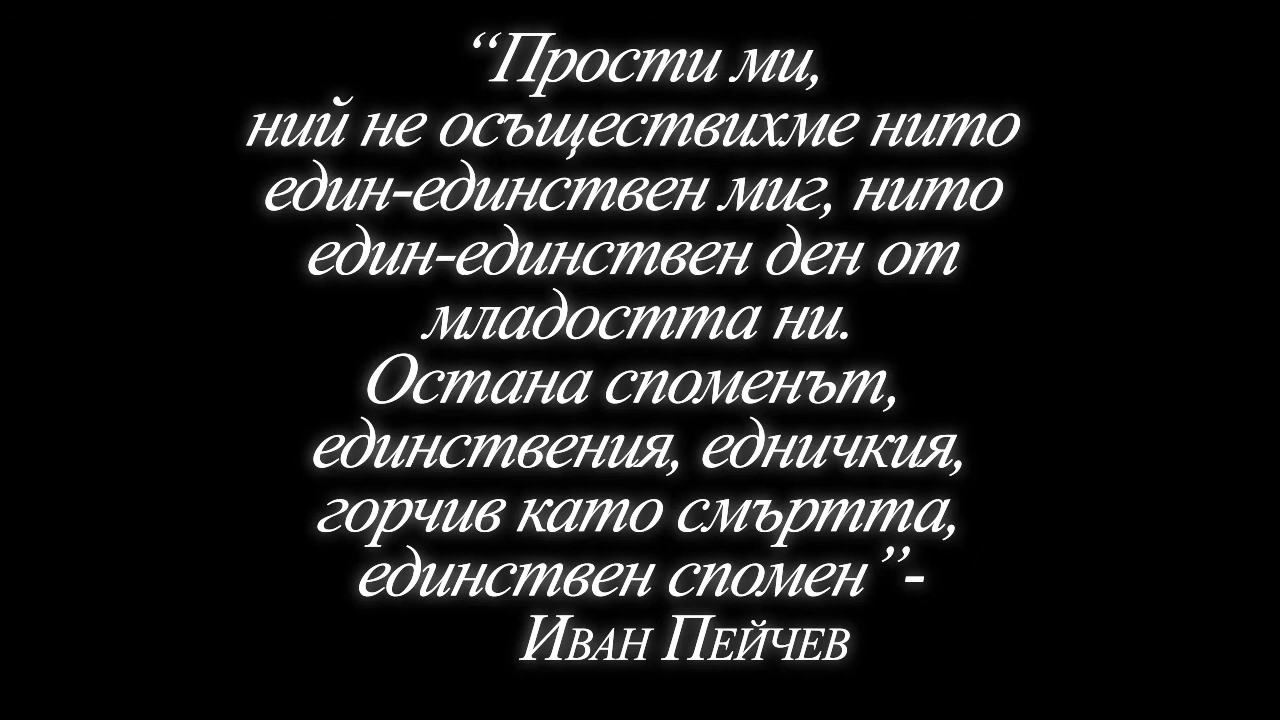 “Прости ми,
ний не осъществихме нито
един-единствен миг, нито
един-единствен ден от
младостта ни.
Остана споменът,
единствения, едничкия,
горчив като смъртта,
единствен спомен”-
Иван Пейчев